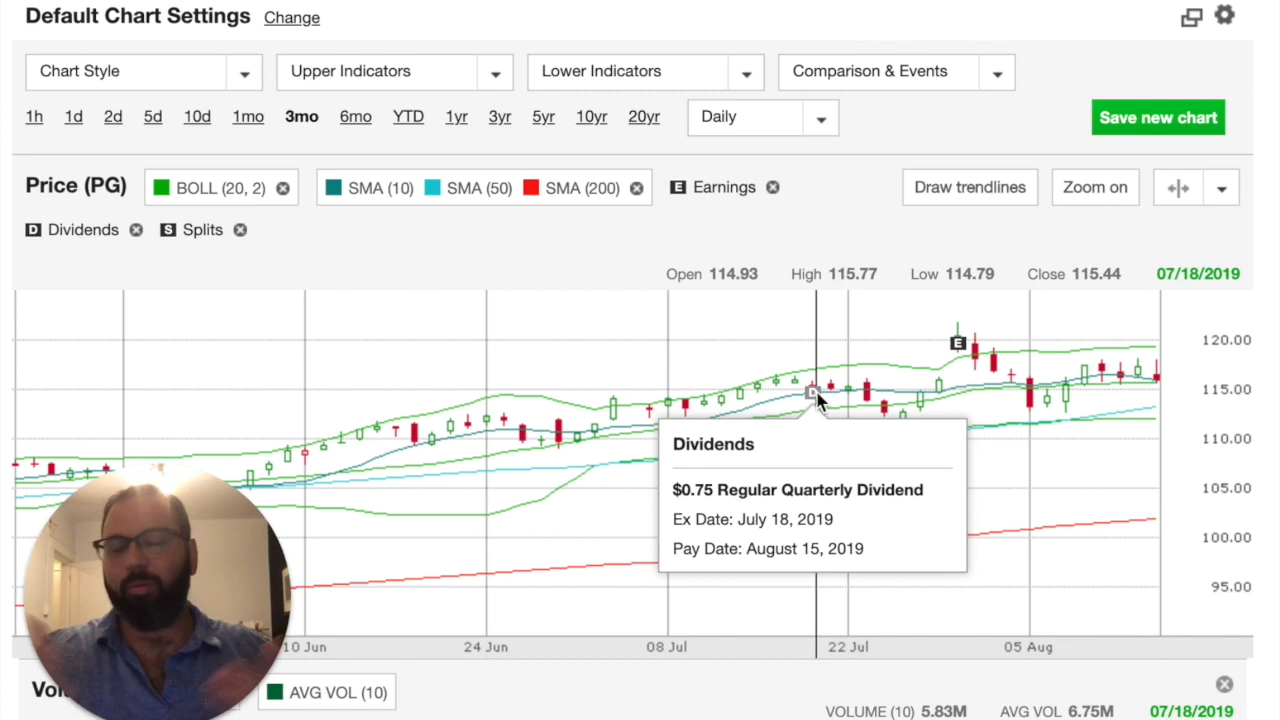 Default Chart Settings Change
Chart Style Upper Indicators Lower Indicators Comparison & Events
1h 1d 2d 5d 10d 1mo 3mo 6mo YTD 1yr 3yr 5yr 10yr 20yr Daily Save new chart
Price (PG) BOLL (20, 2) SMA (10) SMA (50) SMA (200) E Earnings Draw trendlines Zoom on
D Dividends S Splits
Open 114.93 High 115.77 Low 114.79 Close 115.44 07/18/2019
E
120.00
D
115.00
110.00
Dividends
105.00
$0.75 Regular Quarterly Dividend
Ex Date: July 18, 2019
100.00
Pay Date: August 15, 2019
95.00
10 Jun 24 Jun 08 Jul 22 Jul 05 Aug
AVG VOL (10)
VOLUME (10) 5.83M AVG VOL 6.75M 07/18/2019